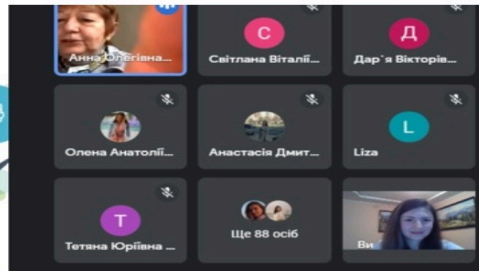 Анна Олегівна...
С
Світлана Віталії...
Д
Дар`я Вікторів...
Олена Анатолії...
Анастасія Дмит...
L
Liza
Т
Тетяна Юріївна ...
Ще 88 осіб
Ви